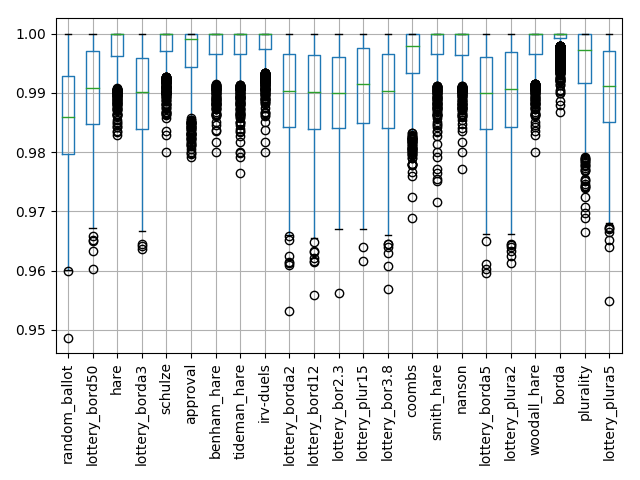 1.00
0.99
0.98
0.97
0.96
0.95
random_ballot
lottery_bord50
hare
lottery_borda3
schulze
approval
benham_hare
tideman_hare
irv-duels
lottery_borda2
lottery_bord12
lottery_bor2.3
lottery_plur15
lottery_bor3.8
coombs
smith_hare
nanson
lottery_borda5
lottery_plura2
woodall_hare
borda
plurality
lottery_plura5